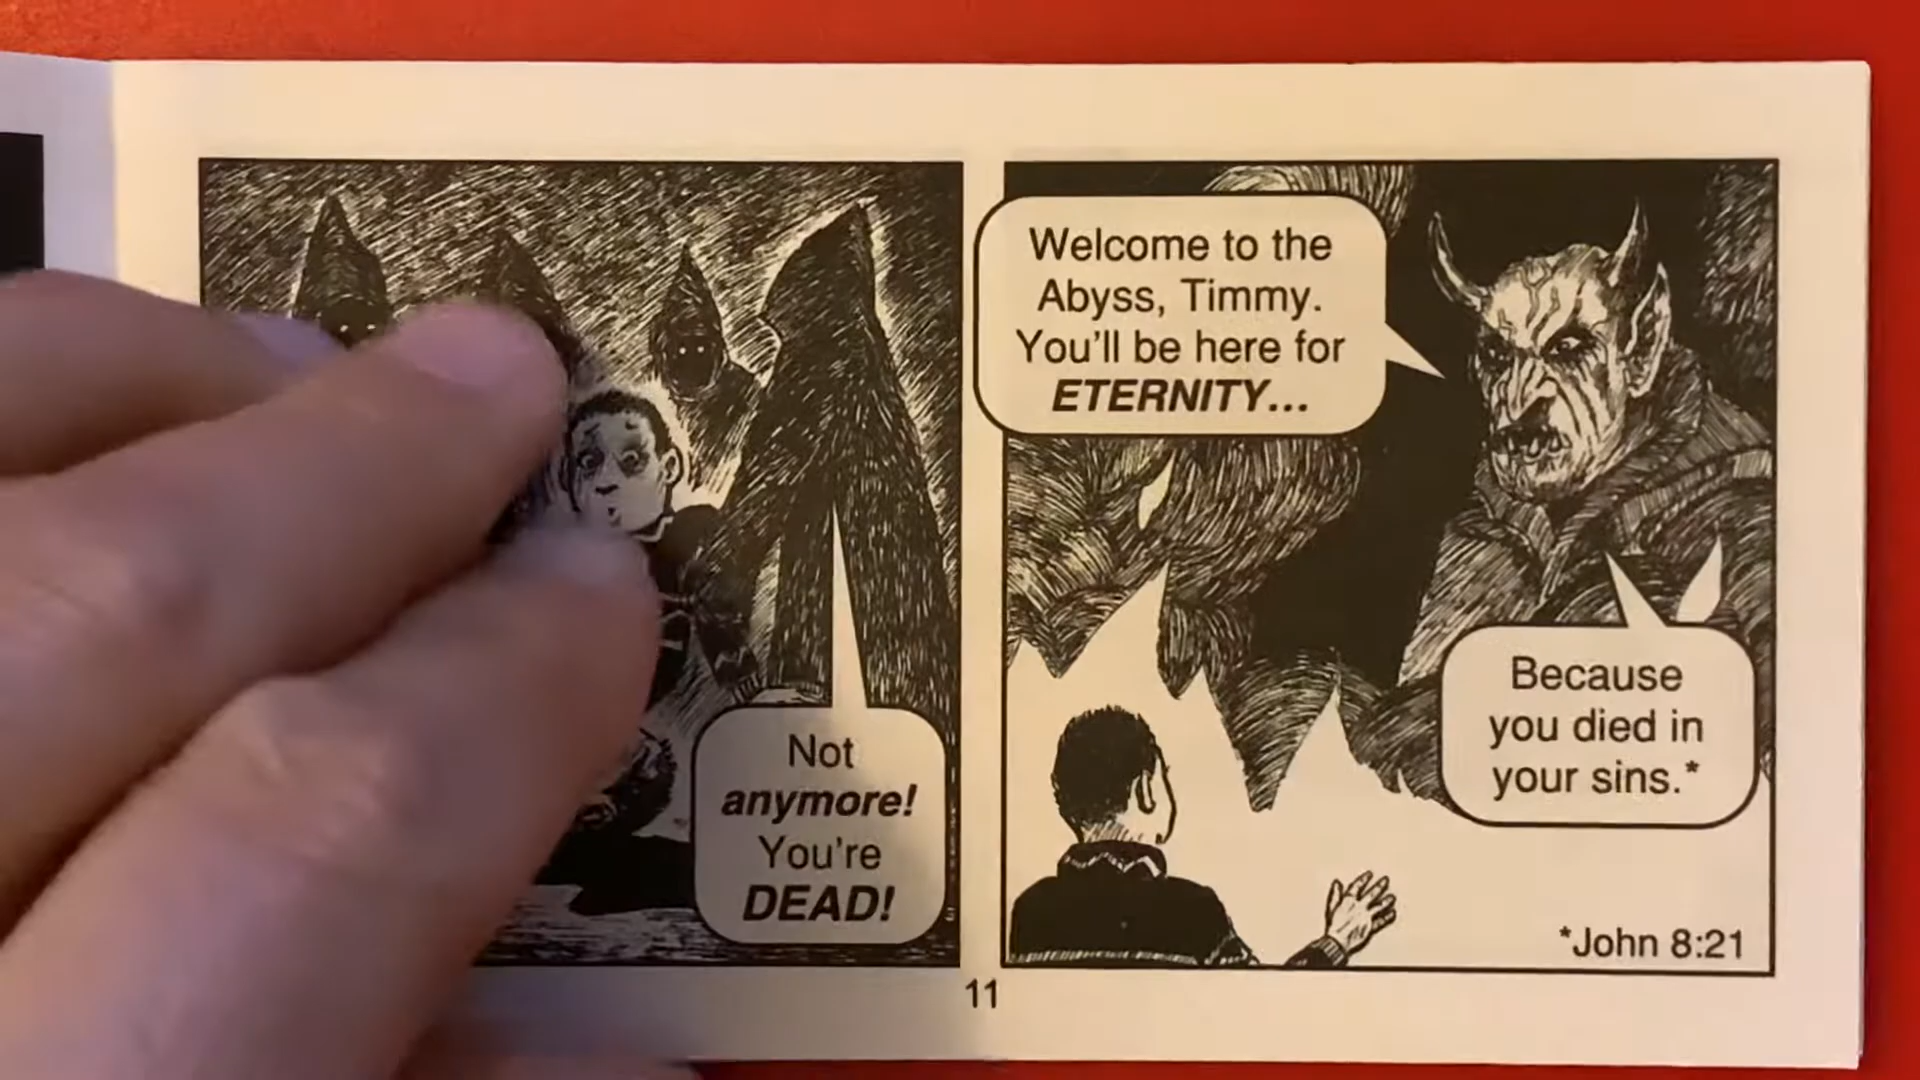 Not
anymore!
You're
DEAD!
Welcome to the
Abyss, Timmy.
You'll be here for
ETERNITY...
Because
you died in
your sins.*
*John 8:21
11